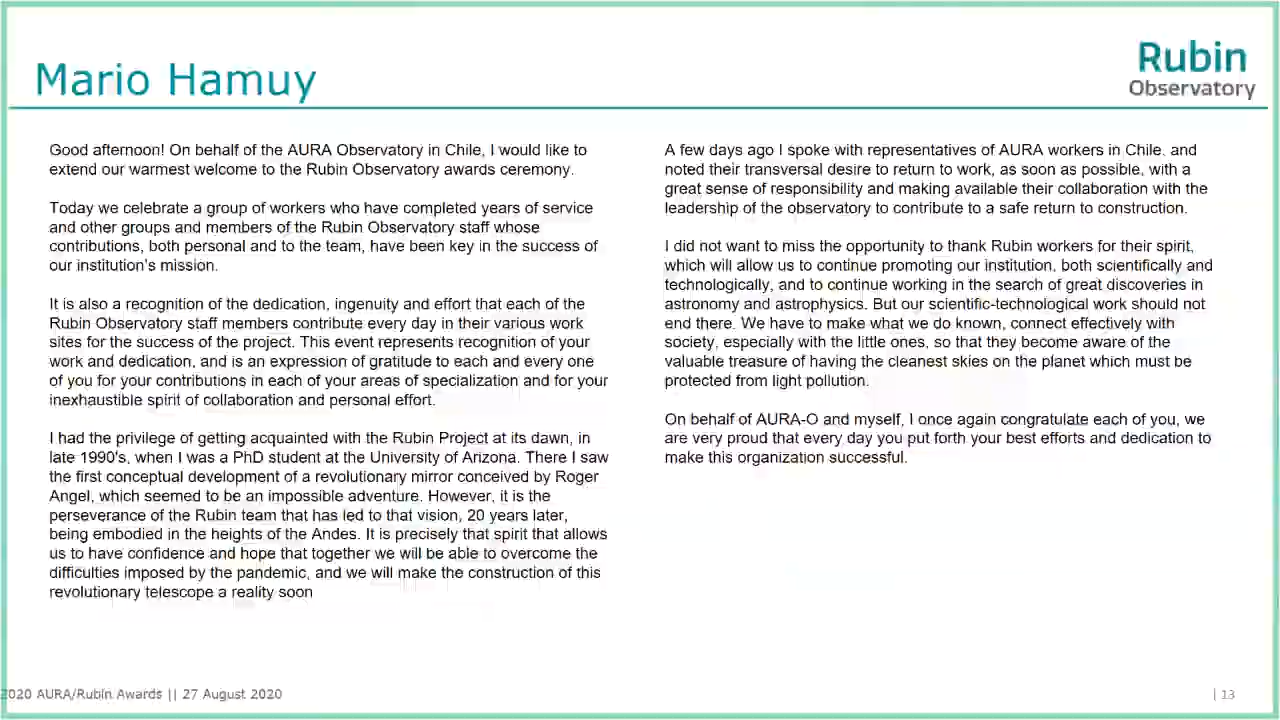 Mario Hamuy
Rubin
Observatory
Good afternoon! On behalf of the AURA Observatory in Chile, I would like to
extend our warmest welcome to the Rubin Observatory awards ceremony.
Today we celebrate a group of workers who have completed years of service
and other groups and members of the Rubin Observatory staff whose
contributions, both personal and to the team, have been key in the success of
our institution's mission.
It is also a recognition of the dedication, ingenuity and effort that each of the
Rubin Observatory staff members contribute every day in their various work
sites for the success of the project. This event represents recognition of your
work and dedication, and is an expression of gratitude to each and every one
of you for your contributions in each of your areas of specialization and for your
inexhaustible spirit of collaboration and personal effort.
I had the privilege of getting acquainted with the Rubin Project at its dawn, in
late 1990's, when I was a PhD student at the University of Arizona. There I saw
the first conceptual development of a revolutionary mirror conceived by Roger
Angel, which seemed to be an impossible adventure. However, it is the
perseverance of the Rubin team that has led to that vision, 20 years later,
being embodied in the heights of the Andes. It is precisely that spirit that allows
us to have confidence and hope that together we will be able to overcome the
difficulties imposed by the pandemic, and we will make the construction of this
revolutionary telescope a reality soon
A few days ago I spoke with representatives of AURA workers in Chile, and
noted their transversal desire to return to work, as soon as possible, with a
great sense of responsibility and making available their collaboration with the
leadership of the observatory to contribute to a safe return to construction.
I did not want to miss the opportunity to thank Rubin workers for their spirit,
which will allow us to continue promoting our institution, both scientifically and
technologically, and to continue working in the search of great discoveries in
astronomy and astrophysics. But our scientific-technological work should not
end there. We have to make what we do known, connect effectively with
society, especially with the little ones, so that they become aware of the
valuable treasure of having the cleanest skies on the planet which must be
protected from light pollution.
On behalf of AURA-O and myself, I once again congratulate each of you, we
are very proud that every day you put forth your best efforts and dedication to
make this organization successful.
2020 AURA/Rubin Awards || 27 August 2020
| 13